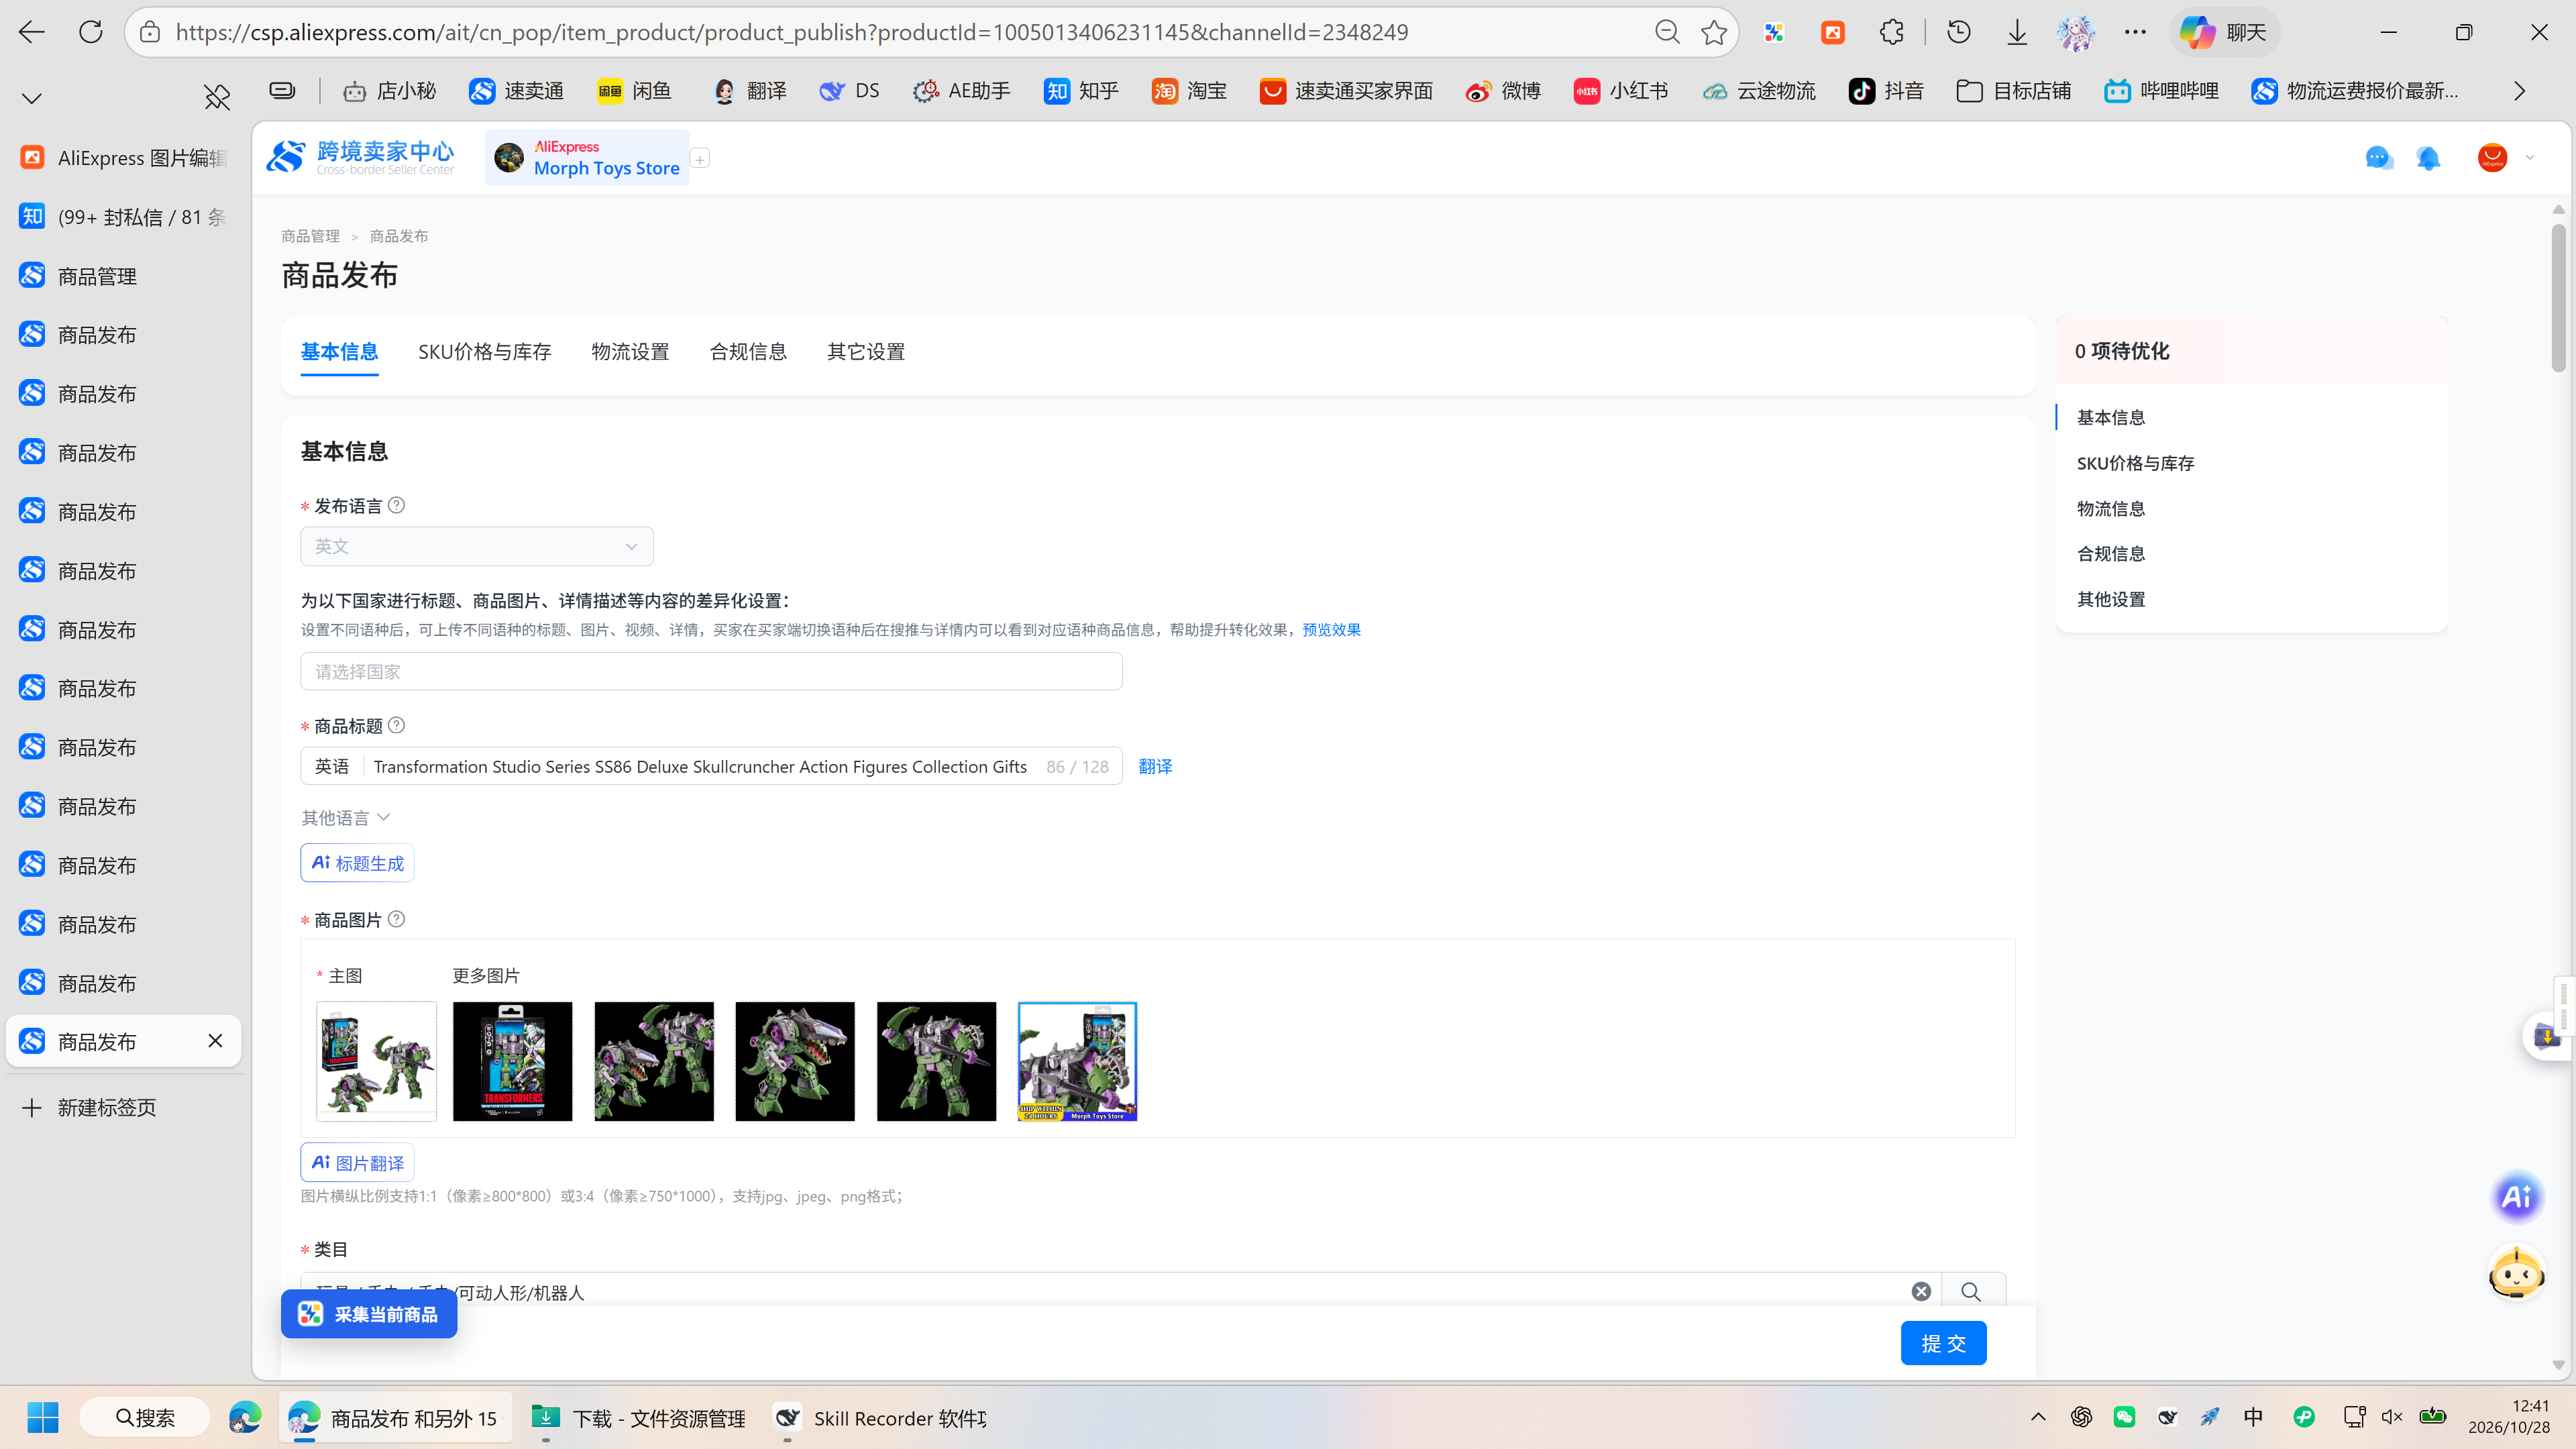 https://csp.aliexpress.com/ait/cn_pop/item_product/product_publish?productId=1005013406231145&channelId=2348249
聊天
店小秘
速卖通
闲鱼
翻译
DS
AE助手
知乎
淘宝
速卖通买家界面
微博
小红书
云途物流
抖音
目标店铺
哔哩哔哩
物流运费报价最新...
AliExpress 图片编辑
(99+ 封私信 / 81 条
商品管理
商品发布
商品发布
商品发布
商品发布
商品发布
商品发布
商品发布
商品发布
商品发布
商品发布
商品发布
商品发布
商品发布
新建标签页
跨境卖家中心
Cross-border Seller Center
AliExpress
Morph Toys Store
商品管理 > 商品发布
商品发布
基本信息
SKU价格与库存
物流设置
合规信息
其它设置
基本信息
* 发布语言
英文
为以下国家进行标题、商品图片、详情描述等内容的差异化设置：
设置不同语种后，可上传不同语种的标题、图片、视频、详情，买家在买家端切换语种后在搜推与详情内可以看到对应语种商品信息，帮助提升转化效果，预览效果
请选择国家
* 商品标题
英语 Transformation Studio Series SS86 Deluxe Skullcruncher Action Figures Collection Gifts 86 / 128 翻译
其他语言
Ai 标题生成
* 商品图片
* 主图
更多图片
TRANSFORMERS
SHIP WITHIN
24 HOURS
Morph Toys Store
Ai 图片翻译
图片横纵比例支持1:1（像素≥800*800）或3:4（像素≥750*1000），支持jpg、jpeg、png格式；
* 类目
/可动人形/机器人
采集当前商品
提 交
0 项待优化
基本信息
SKU价格与库存
物流信息
合规信息
其他设置
Ai
搜索
商品发布 和另外 15
下载 - 文件资源管理
Skill Recorder 软件
中
12:41
2026/10/28